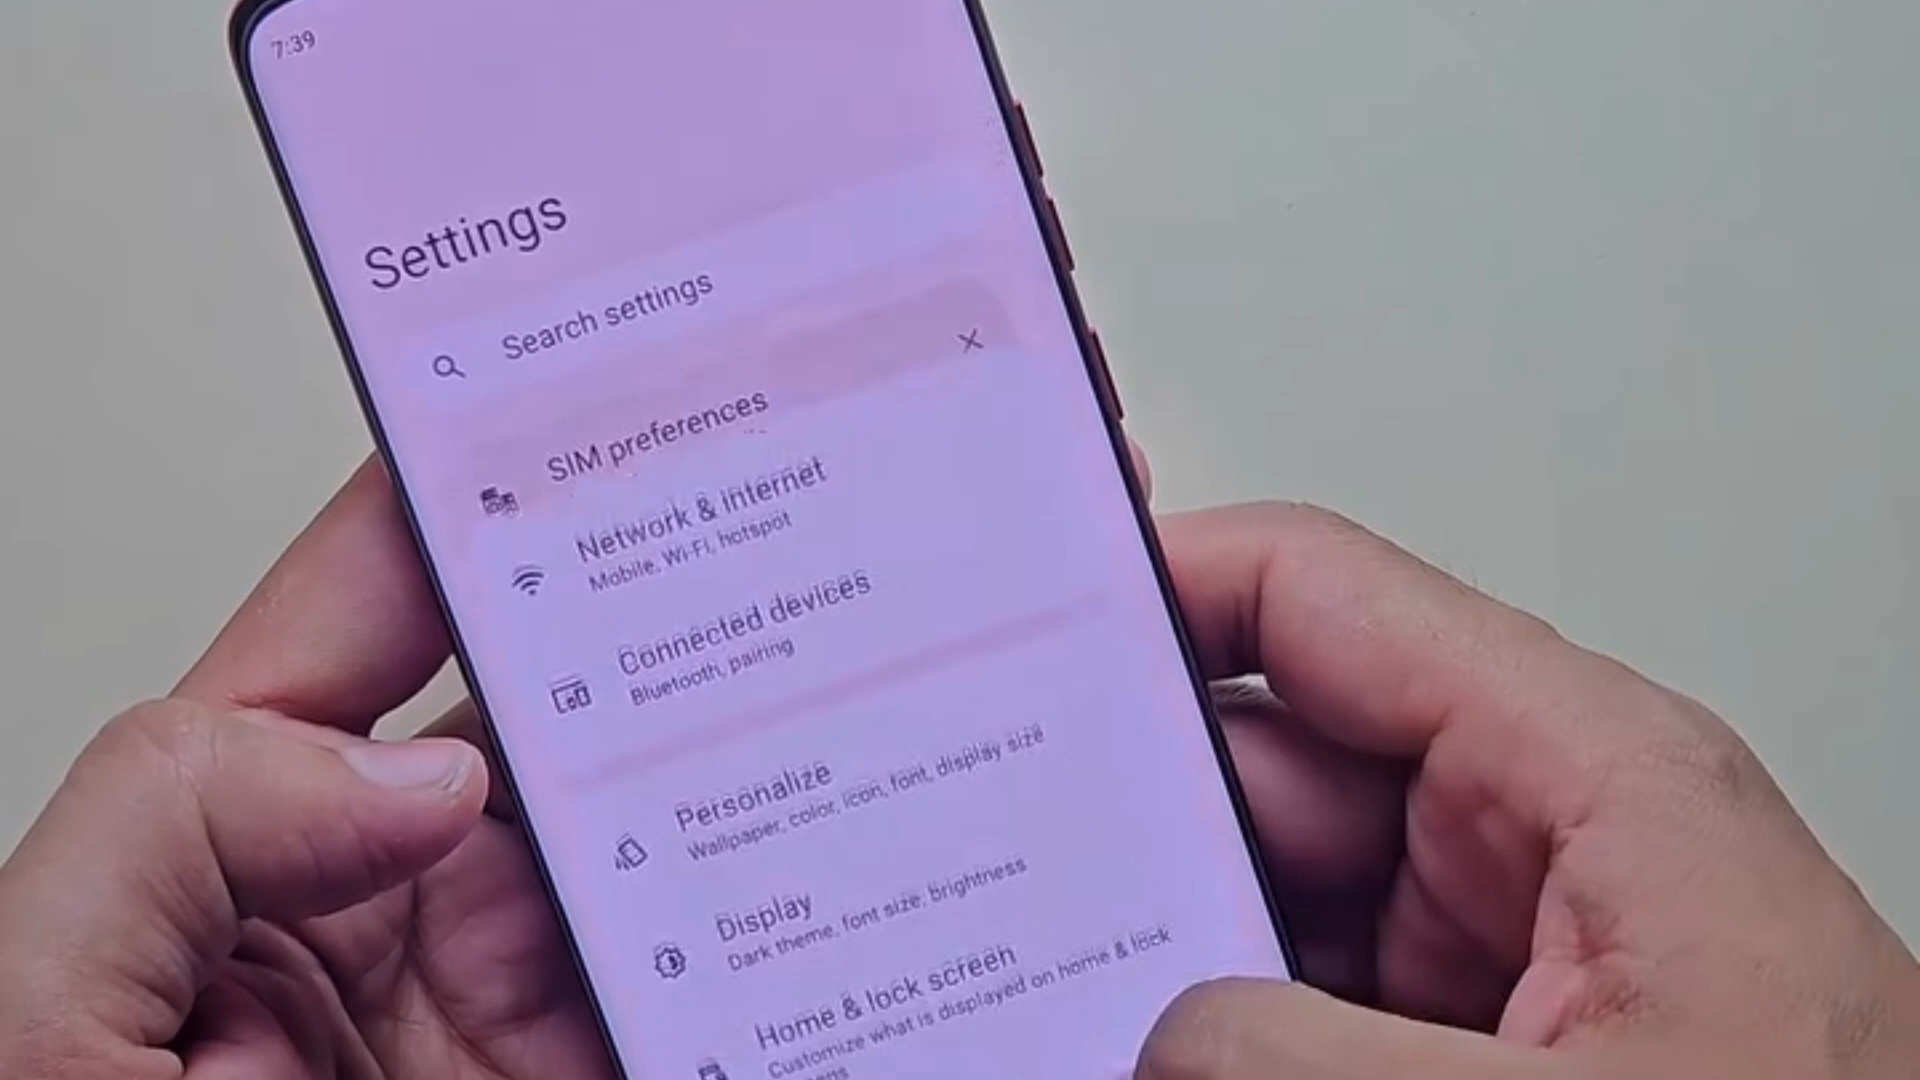 7:39
Settings
Search settings
SIM preferences
Network & internet
Mobile, Wi-Fi, hotspot
Connected devices
Bluetooth, pairing
Personalize
Wallpaper, color, icon, font, display size
Display
Dark theme, font size, brightness
Home & lock screen
Customize what is displayed on home & lock